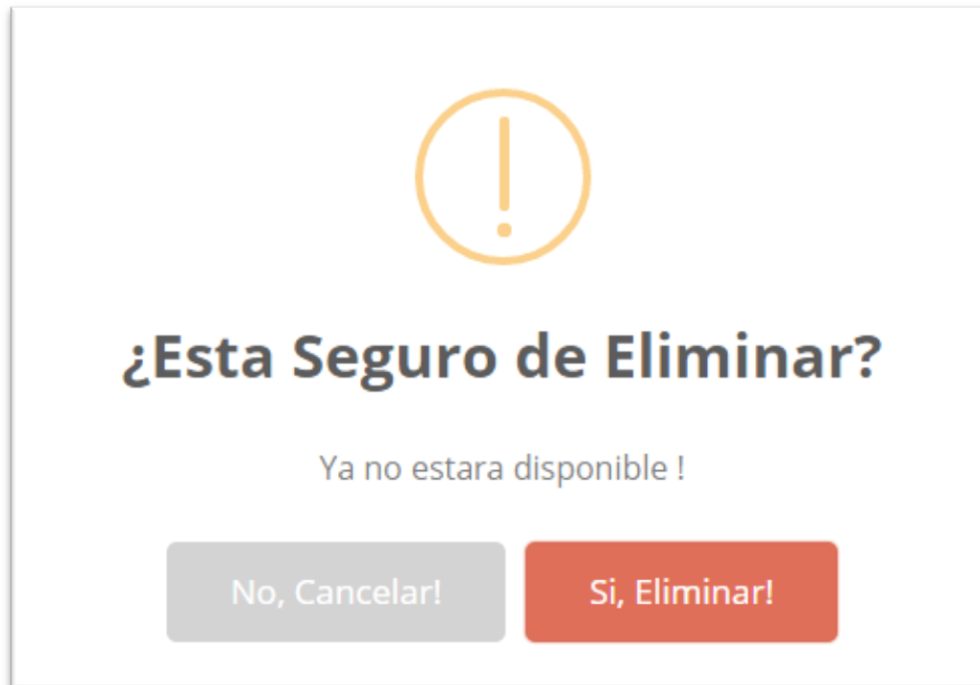 ¿Esta Seguro de Eliminar?
Ya no estara disponible !
No, Cancelar!
Si, Eliminar!